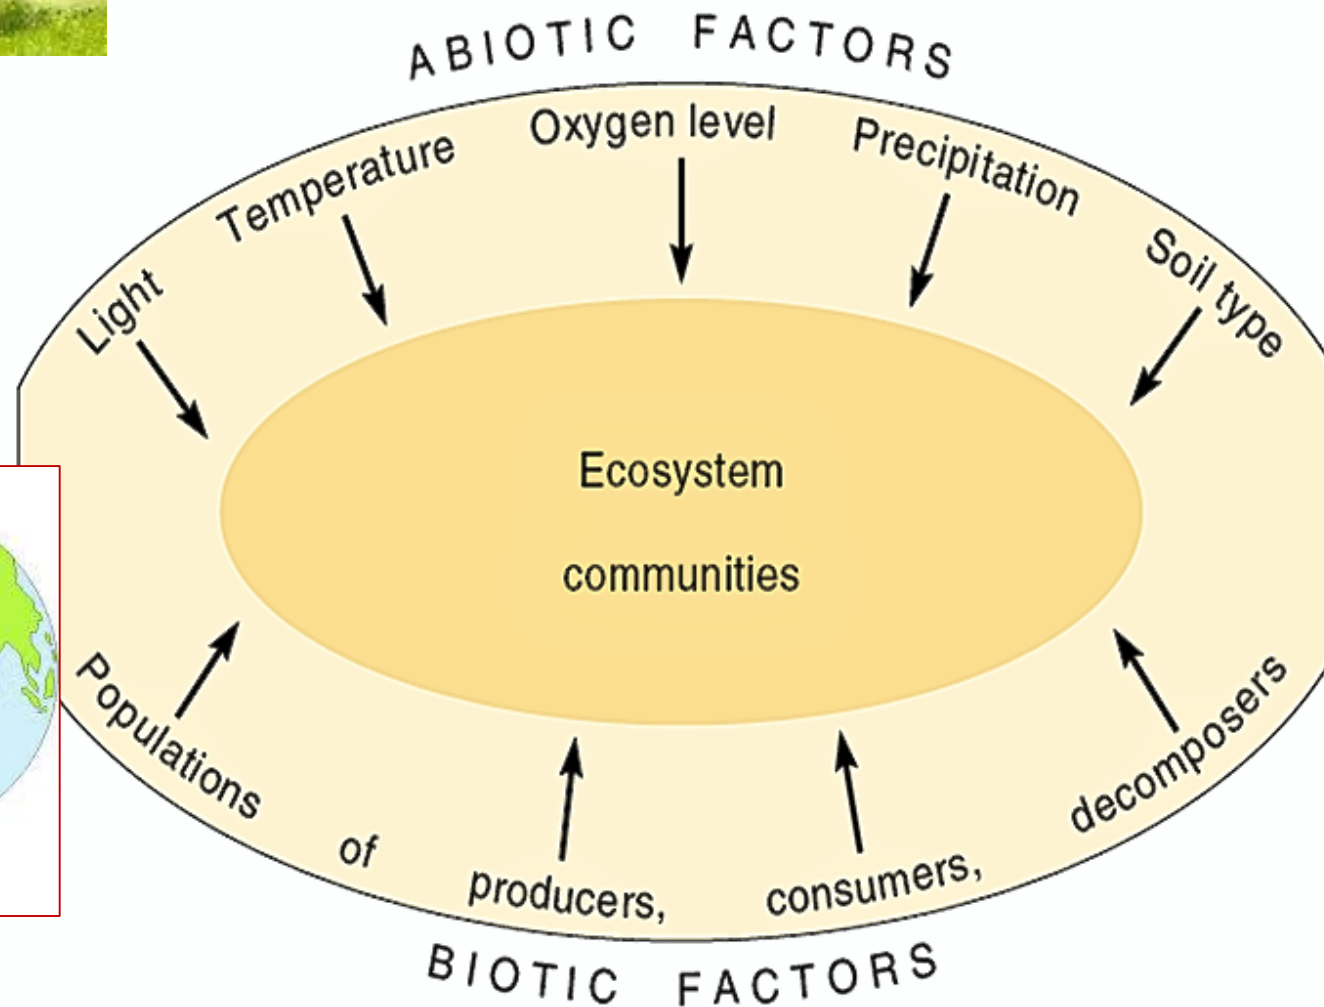 ABIOTIC FACTORS
Light
Temperature
Oxygen level
Precipitation
Soil type
Ecosystem
communities
Populations of producers, consumers, decomposers
BIOTIC FACTORS